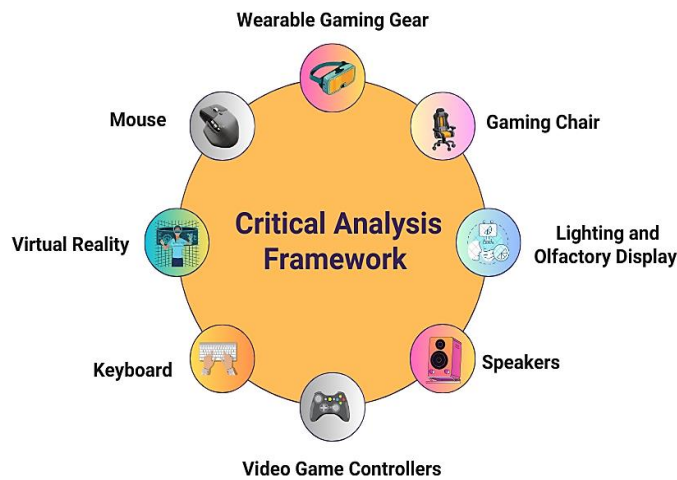 Wearable Gaming Gear
Mouse
Gaming Chair
Critical Analysis
Framework
Virtual Reality
Lighting and
Olfactory Display
Keyboard
Speakers
Video Game Controllers